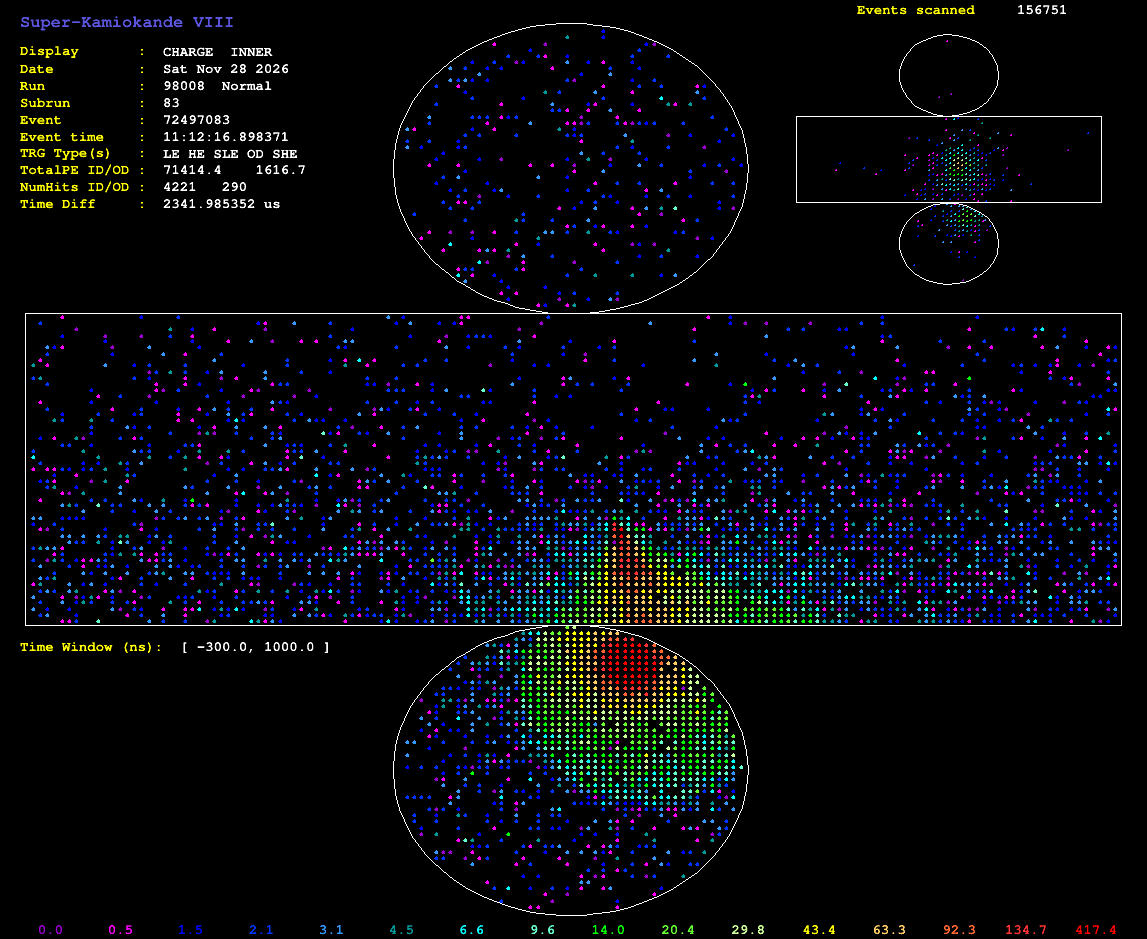 Super-Kamiokande VIII
Display : CHARGE INNER
Date : Sat Nov 28 2026
Run : 98008 Normal
Subrun : 83
Event : 72497083
Event time : 11:12:16.898371
TRG Type(s) : LE HE SLE OD SHE
TotalPE ID/OD : 71414.4 1616.7
NumHits ID/OD : 4221 290
Time Diff : 2341.985352 us
Events scanned 156751
Time Window (ns): [ -300.0, 1000.0 ]
0.0 0.5 1.5 2.1 3.1 4.5 6.6 9.6 14.0 20.4 29.8 43.4 63.3 92.3 134.7 417.4